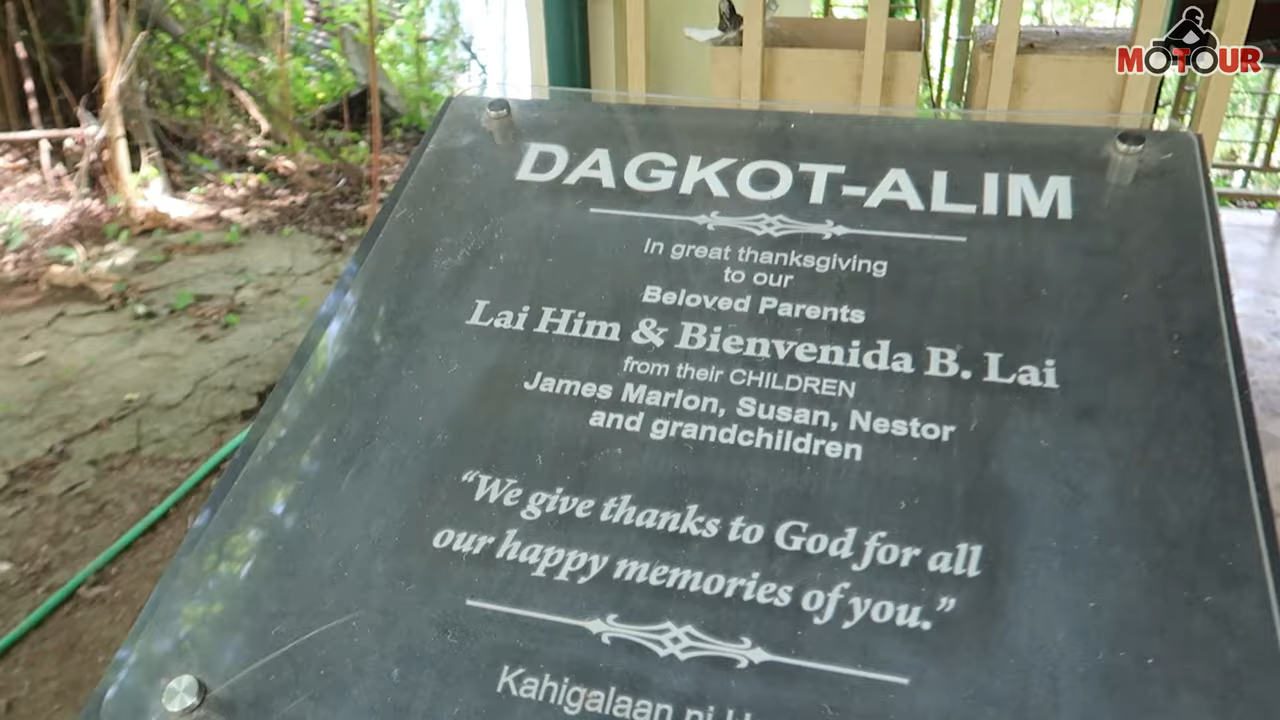 MOTOUR
DAGKOT-ALIM
In great thanksgiving
to our
Beloved Parents
Lai Him & Bienvenida B. Lai
from their CHILDREN
James Marlon, Susan, Nestor
and grandchildren
“We give thanks to God for all
our happy memories of you.”
Kahigalaan ni